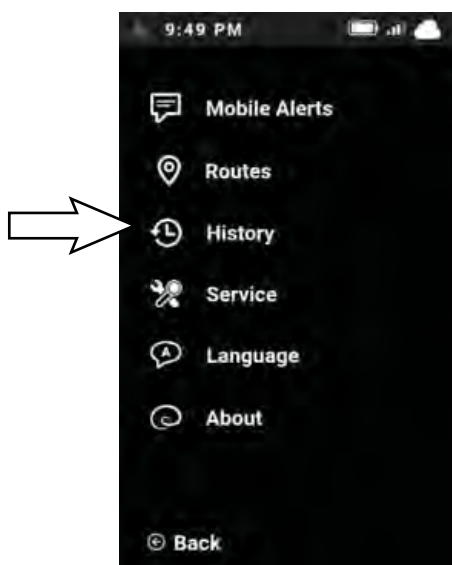 9:49 PM
Mobile Alerts
Routes
History
Service
A Language
About
Back